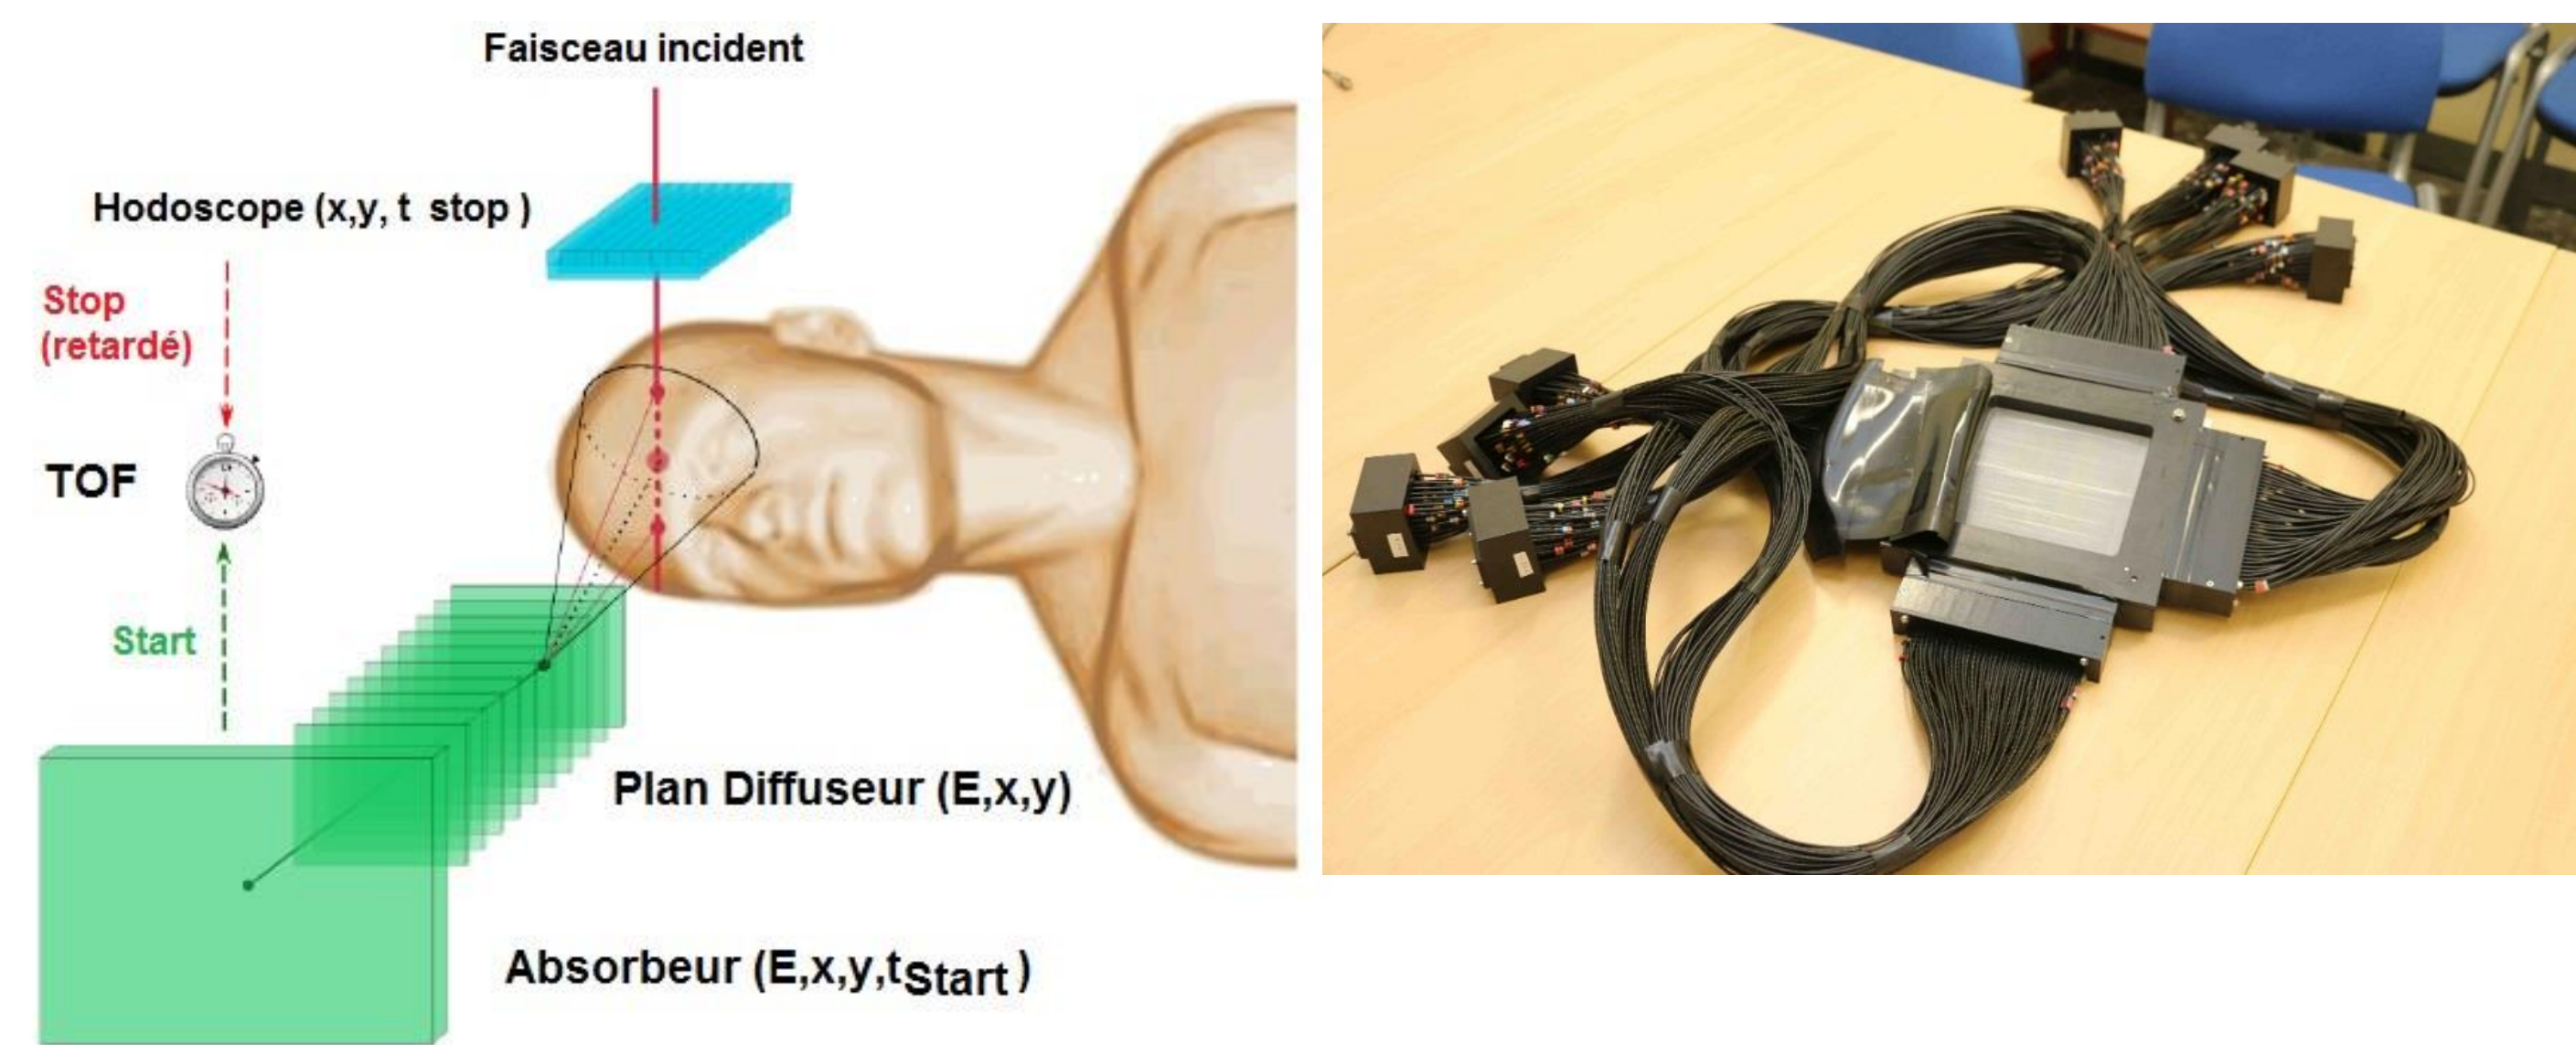 Faisceau incident
Hodoscope (x,y, t stop )
Stop
(retardé)
TOF
Start
Plan Diffuseur (E,x,y)
Absorbeur (E,x,y,tStart )